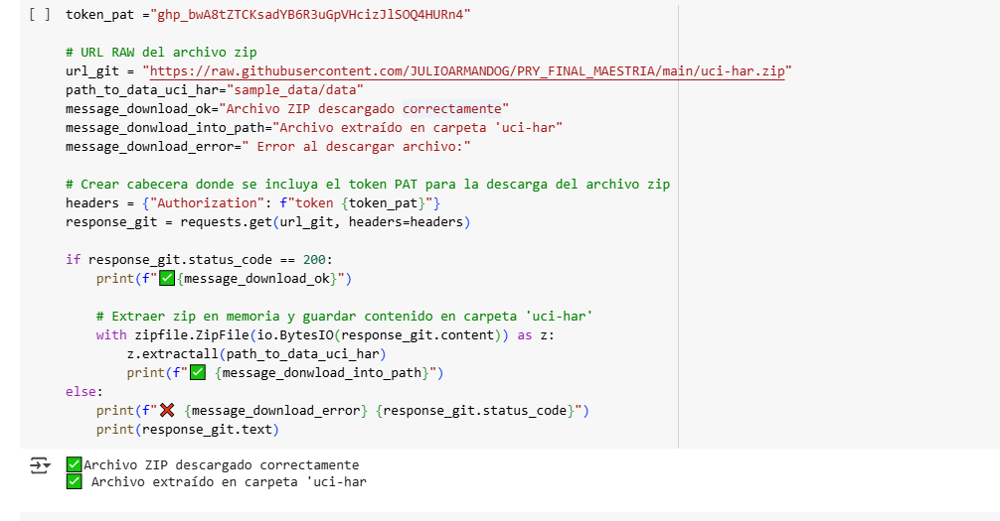 [ ] token_pat ="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"
# URL RAW del archivo zip
url_git = "https://raw.githubusercontent.com/JULIOARMANDOG/PRY_FINAL_MAESTRIA/main/uci-har.zip"
path_to_data_uci_har="sample_data/data"
message_download_ok="Archivo ZIP descargado correctamente"
message_donwload_into_path="Archivo extraído en carpeta 'uci-har"
message_download_error=" Error al descargar archivo:"
# Crear cabecera donde se incluya el token PAT para la descarga del archivo zip
headers = {"Authorization": f"token {token_pat}"}
response_git = requests.get(url_git, headers=headers)
if response_git.status_code == 200:
    print(f"✅{message_download_ok}")
    # Extraer zip en memoria y guardar contenido en carpeta 'uci-har'
    with zipfile.ZipFile(io.BytesIO(response_git.content)) as z:
        z.extractall(path_to_data_uci_har)
        print(f"✅ {message_donwload_into_path}")
else:
    print(f"❌ {message_download_error} {response_git.status_code}")
    print(response_git.text)
✅Archivo ZIP descargado correctamente
✅ Archivo extraído en carpeta 'uci-har